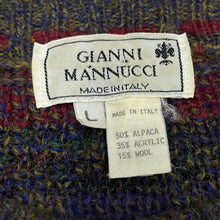 GIANNI
MANNUCCI
MADE IN ITALY
L
MADE IN ITALY
50% ALPACA
35% ACRYLIC
15% WOOL